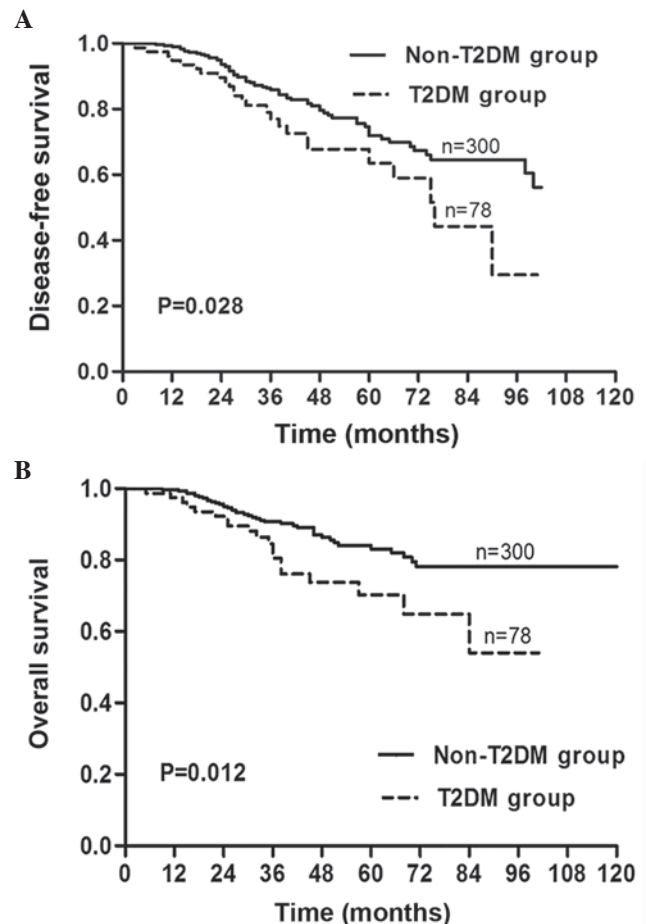 A
Disease-free survival
1.0
0.8
0.6
0.4
0.2
0.0
Non-T2DM group
T2DM group
n=300
n=78
P=0.028
0 12 24 36 48 60 72 84 96 108 120
Time (months)
B
Overall survival
1.0
0.8
0.6
0.4
0.2
0.0
n=300
n=78
Non-T2DM group
T2DM group
P=0.012
0 12 24 36 48 60 72 84 96 108 120
Time (months)